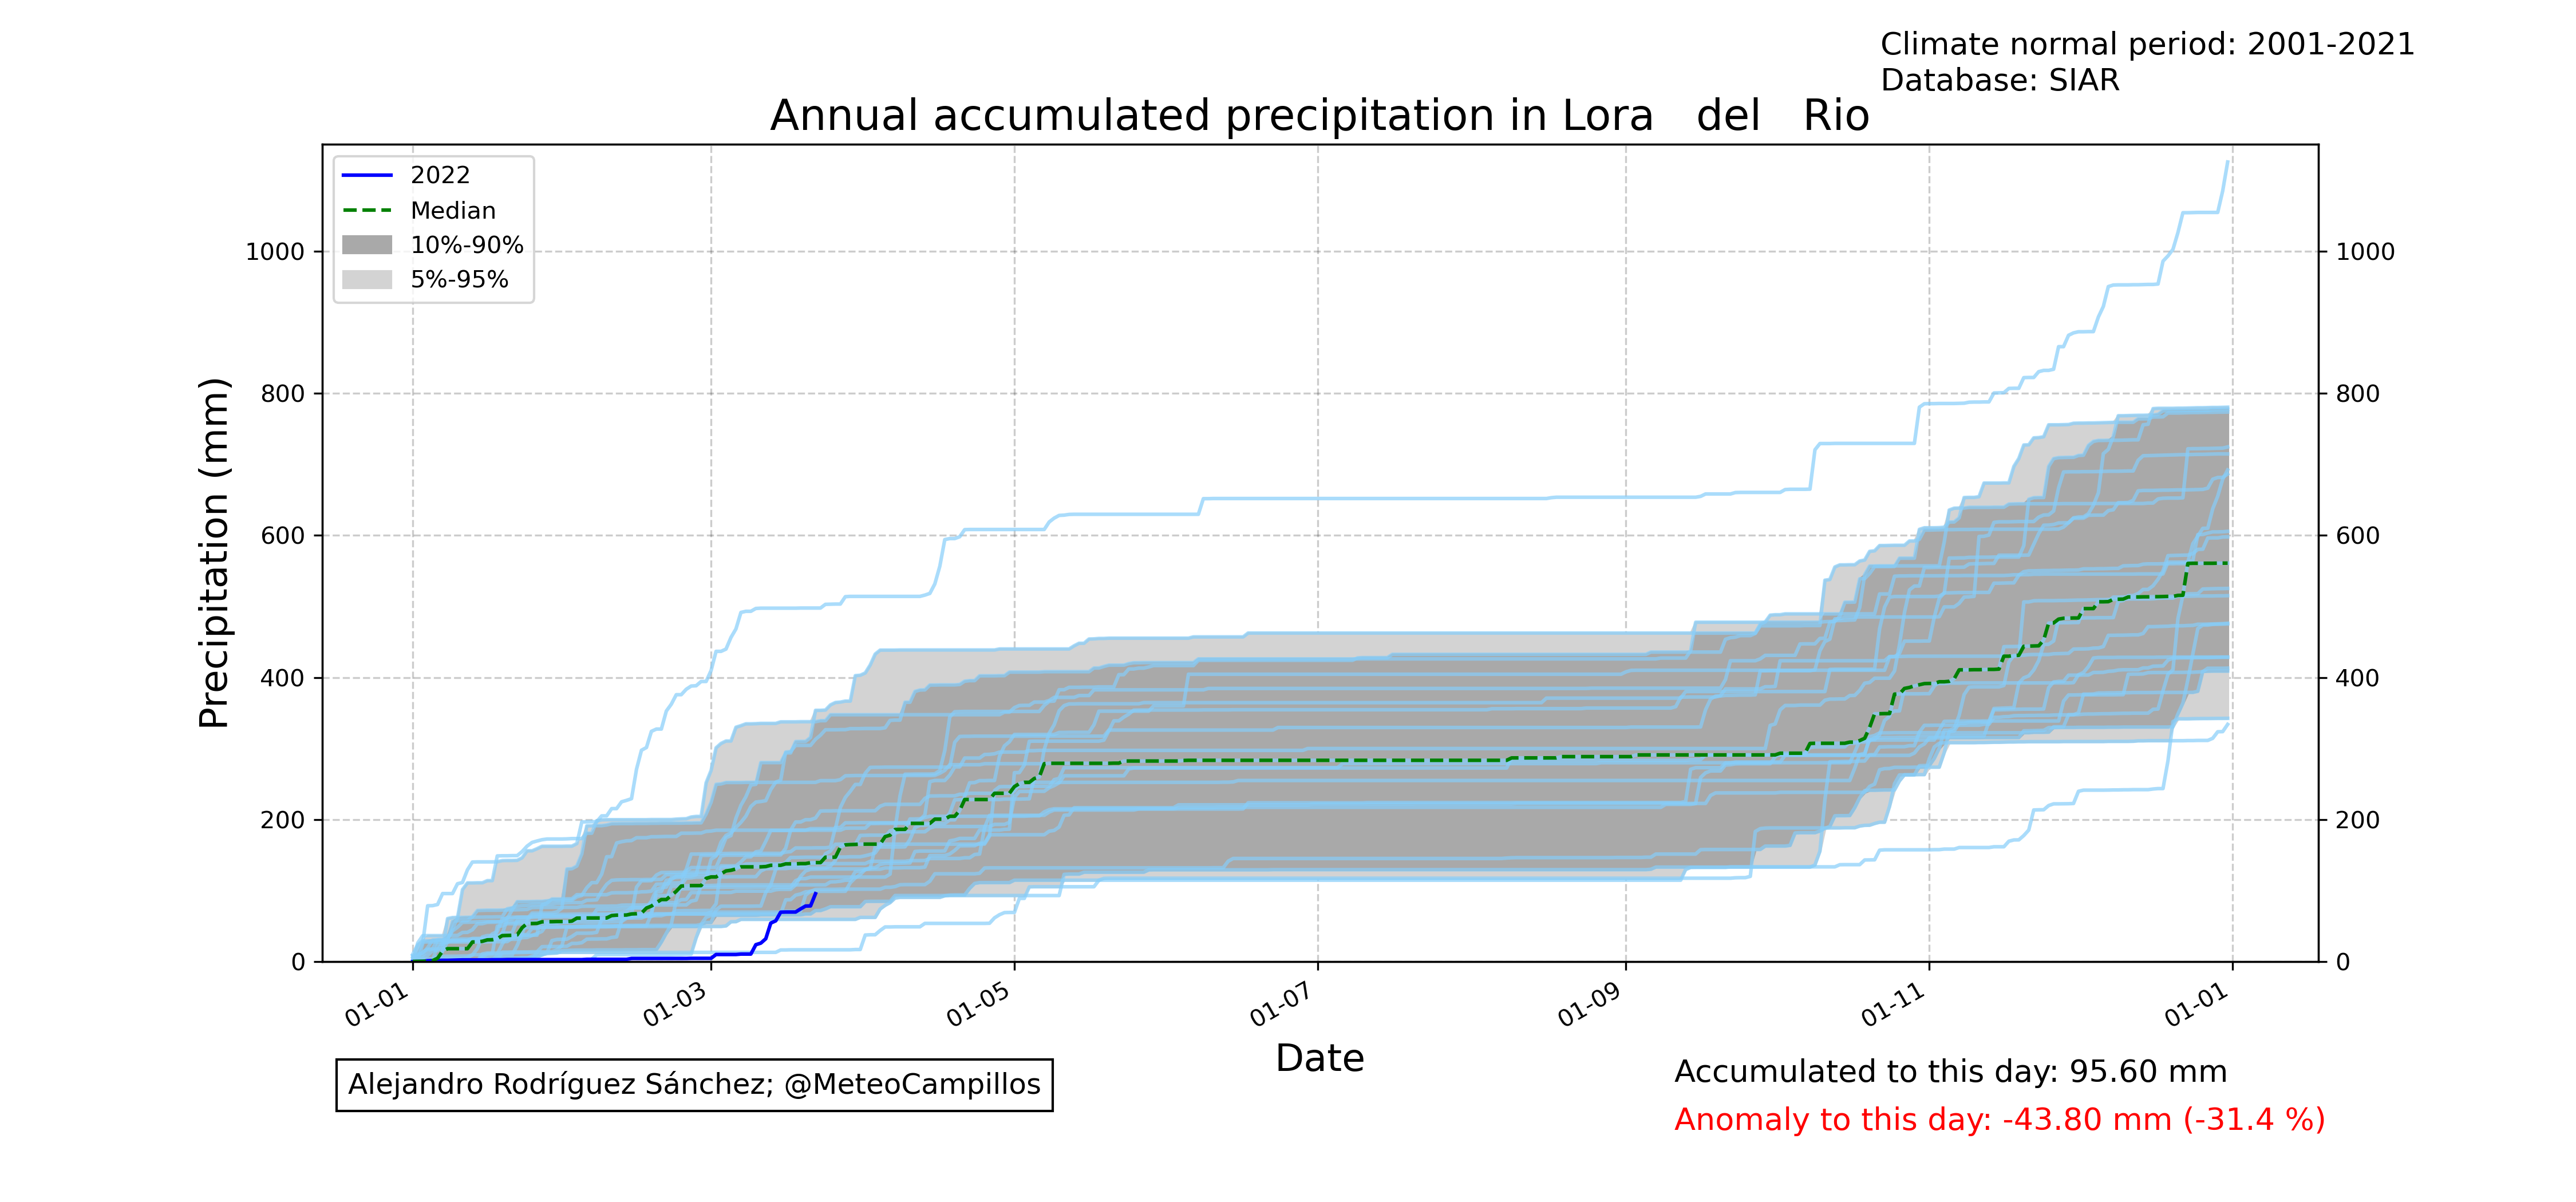 Climate normal period: 2001-2021
Database: SIAR
Annual accumulated precipitation in Lora del Rio
2022
Median
10%-90%
5%-95%
Precipitation (mm)
1000
800
600
400
200
0
1000
800
600
400
200
0
01-01
01-03
01-05
01-07
01-09
01-11
01-01
Date
Alejandro Rodríguez Sánchez; @MeteoCampillos
Accumulated to this day: 95.60 mm
Anomaly to this day: -43.80 mm (-31.4 %)